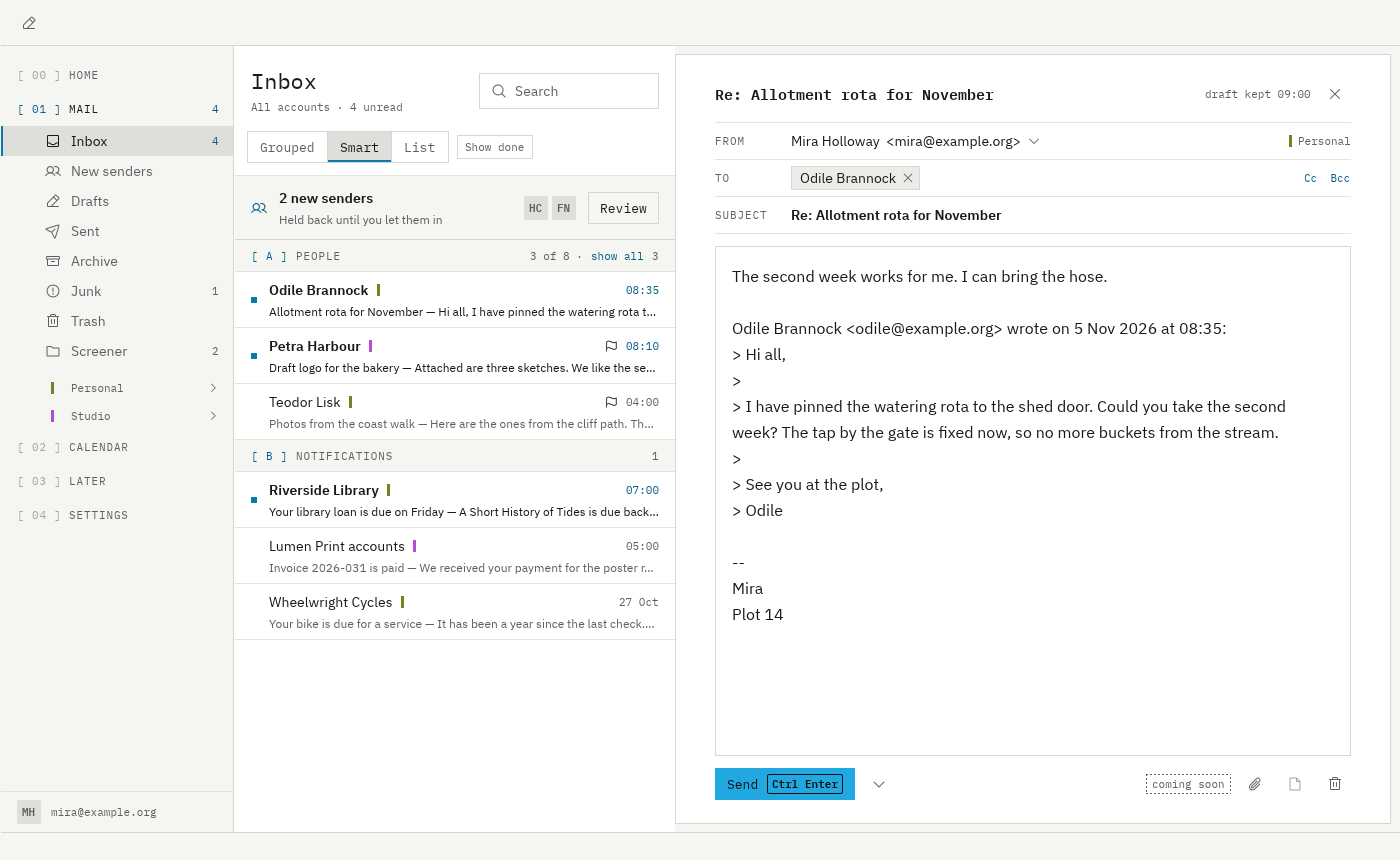 [ 00 ] HOME
[ 01 ] MAIL 4
Inbox 4
New senders
Drafts
Sent
Archive
Junk 1
Trash
Screener 2
Personal
Studio
[ 02 ] CALENDAR
[ 03 ] LATER
[ 04 ] SETTINGS
MH mira@example.org
Inbox
All accounts · 4 unread
Search
Grouped Smart List Show done
2 new senders
Held back until you let them in
HC FN Review
[ A ] PEOPLE 3 of 8 · show all 3
Odile Brannock 08:35
Allotment rota for November — Hi all, I have pinned the watering rota t…
Petra Harbour 08:10
Draft logo for the bakery — Attached are three sketches. We like the se…
Teodor Lisk 04:00
Photos from the coast walk — Here are the ones from the cliff path. Th…
[ B ] NOTIFICATIONS 1
Riverside Library 07:00
Your library loan is due on Friday — A Short History of Tides is due back…
Lumen Print accounts 05:00
Invoice 2026-031 is paid — We received your payment for the poster r…
Wheelwright Cycles 27 Oct
Your bike is due for a service — It has been a year since the last check.…
Re: Allotment rota for November draft kept 09:00
FROM Mira Holloway <mira@example.org> Personal
TO Odile Brannock Cc Bcc
SUBJECT Re: Allotment rota for November
The second week works for me. I can bring the hose.
Odile Brannock <odile@example.org> wrote on 5 Nov 2026 at 08:35:
> Hi all,
>
> I have pinned the watering rota to the shed door. Could you take the second
week? The tap by the gate is fixed now, so no more buckets from the stream.
>
> See you at the plot,
> Odile
--
Mira
Plot 14
Send Ctrl Enter coming soon